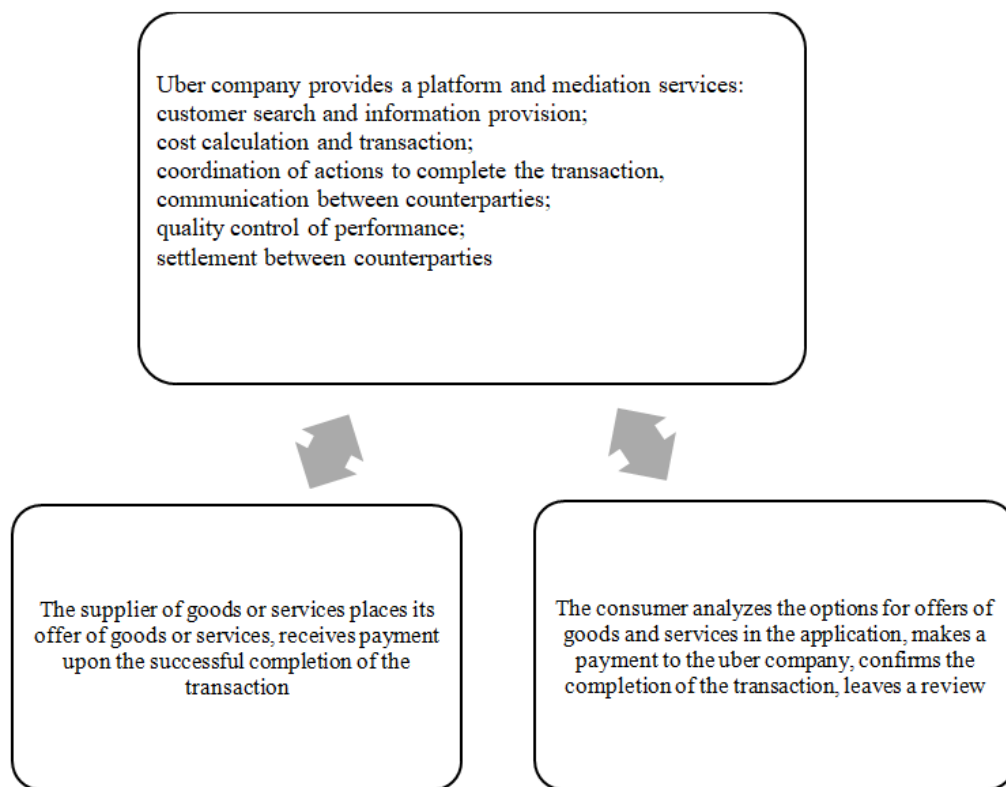 Uber company provides a platform and mediation services:
customer search and information provision;
cost calculation and transaction;
coordination of actions to complete the transaction,
communication between counterparties;
quality control of performance;
settlement between counterparties
The supplier of goods or services places its
offer of goods or services, receives payment
upon the successful completion of the
transaction
The consumer analyzes the options for offers of
goods and services in the application, makes a
payment to the uber company, confirms the
completion of the transaction, leaves a review